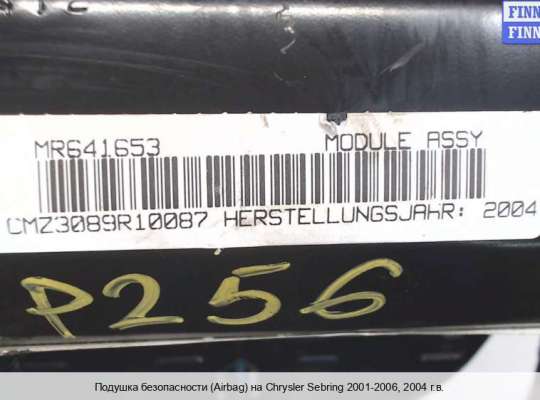 FINN
FINN
MR641653 MODULE ASSY
CMZ3089R10087 HERSTELLUNGSJAHR: 2004
P256
Подушка безопасности (Airbag) на Chrysler Sebring 2001-2006, 2004 г.в.